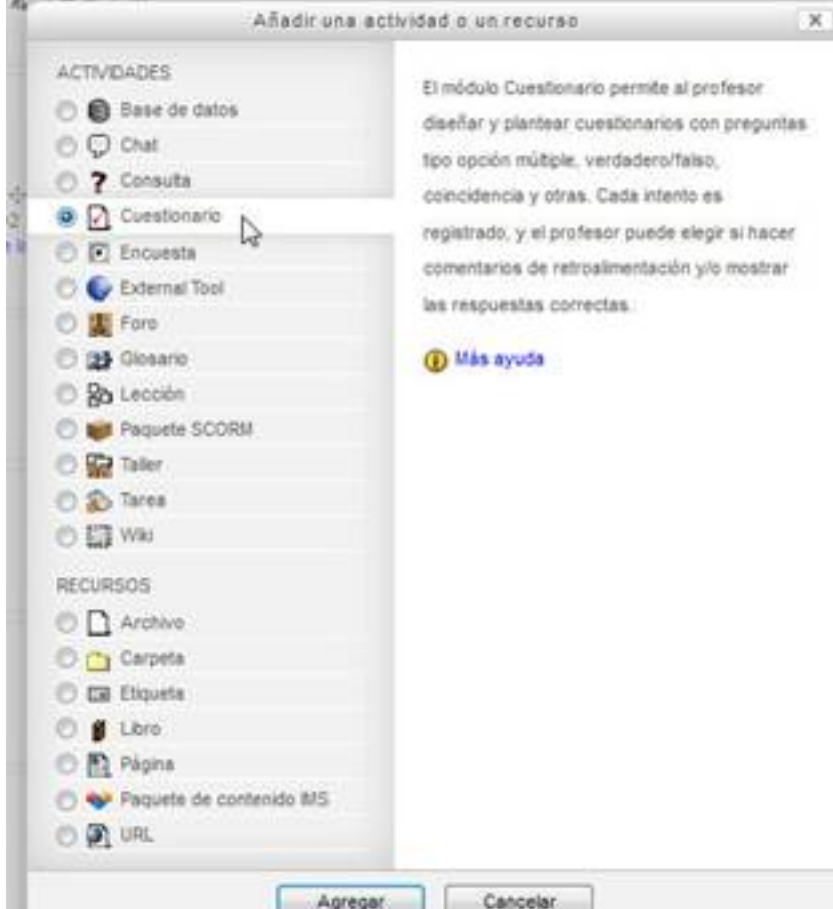 Añadir una actividad o un recurso
ACTIVIDADES
Base de datos
Chat
Consulta
Cuestionario
Encuesta
External Tool
Foro
Glosario
Lección
Paquete SCORM
Taller
Tarea
Wiki
RECURSOS
Archivo
Carpeta
Etiqueta
Libro
Página
Paquete de contenido IMS
URL
El módulo Cuestionario permite al profesor
diseñar y plantear cuestionarios con preguntas
tipo opción múltiple, verdadero/falso,
coincidencia y otras. Cada intento es
registrado, y el profesor puede elegir si hacer
comentarios de retroalimentación y/o mostrar
las respuestas correctas.:
Más ayuda
Agregar
Cancelar